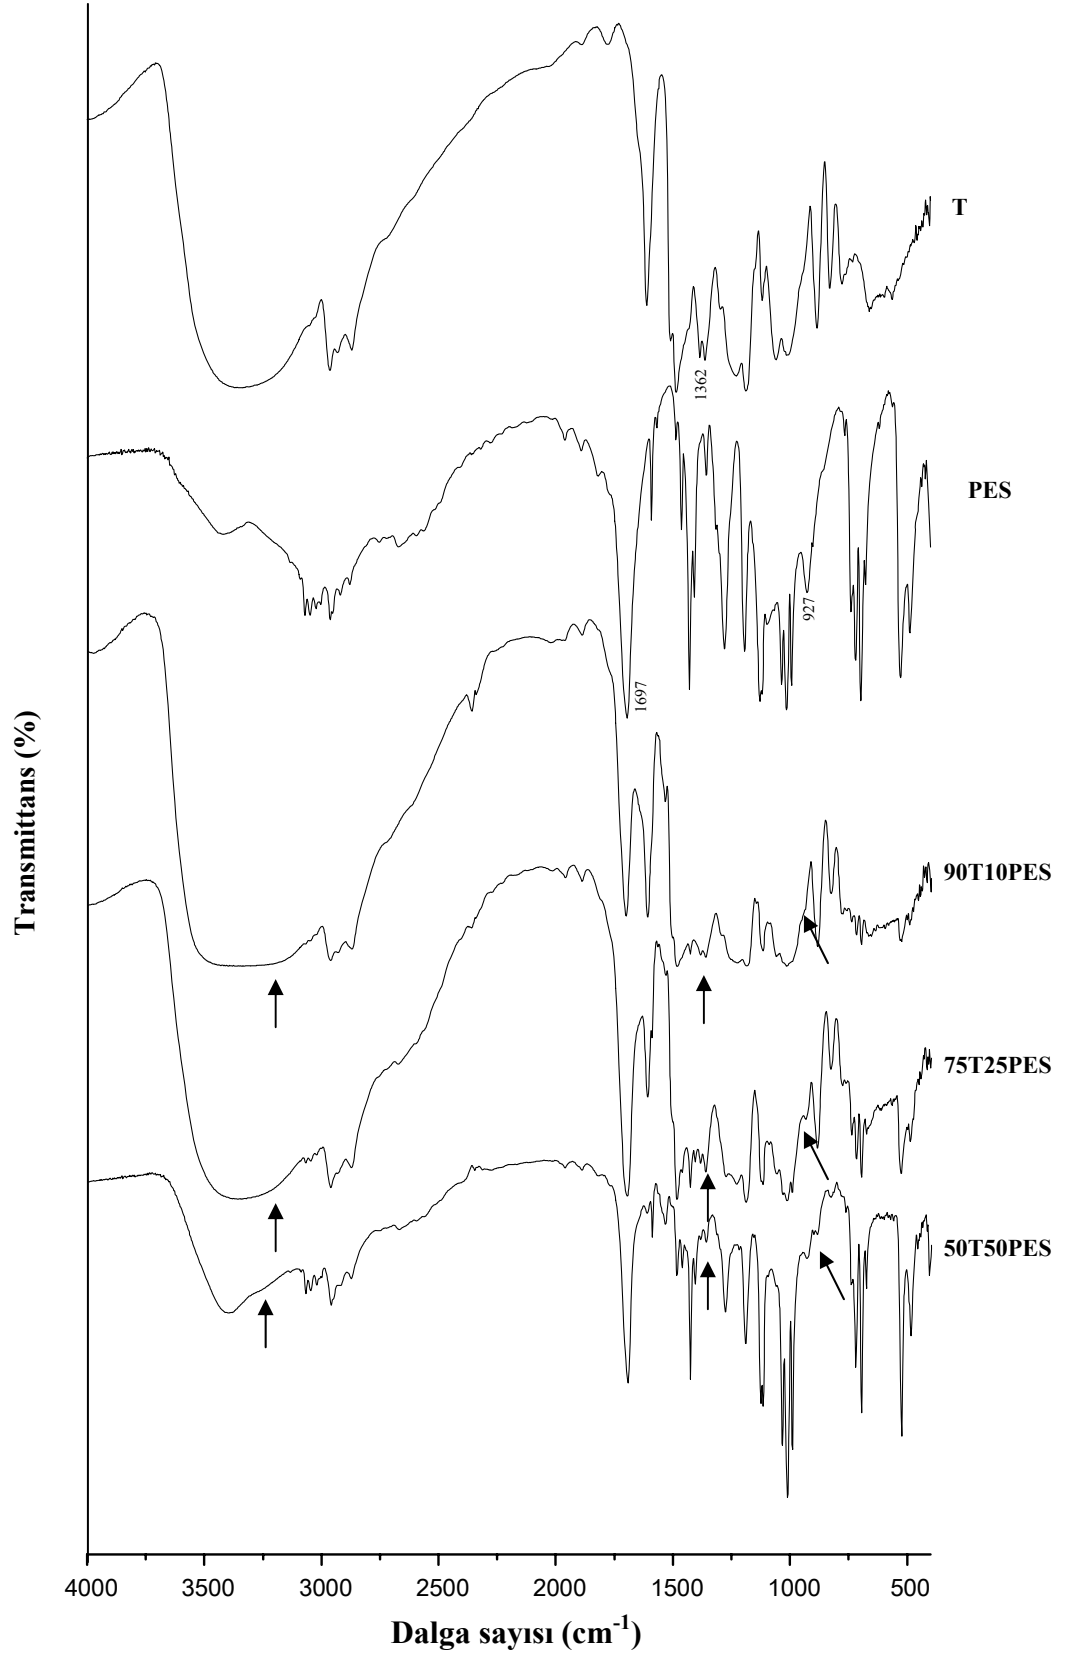 T
1362
PES
927
1697
Transmittans (%)
90T10PES
75T25PES
50T50PES
4000 3500 3000 2500 2000 1500 1000 500
Dalga sayısı (cm-1)